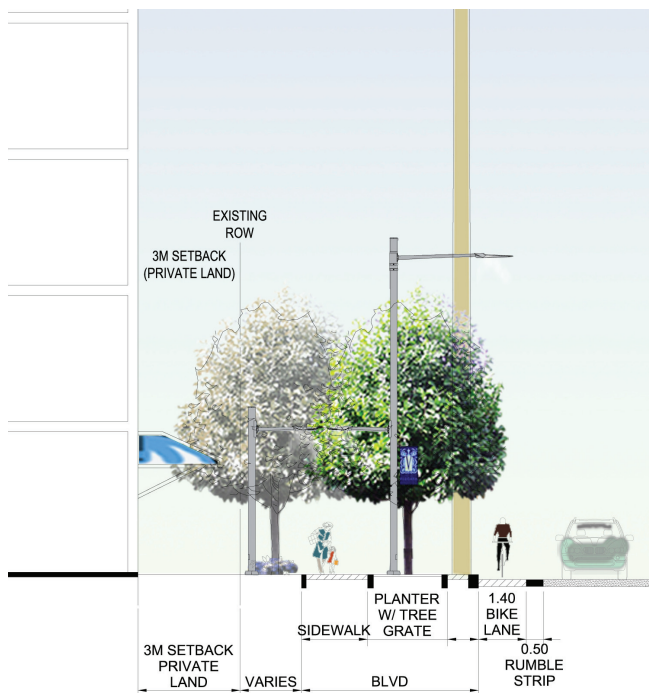 EXISTING
ROW
3M SETBACK
(PRIVATE LAND)
SIDEWALK
PLANTER
W/ TREE
GRATE
1.40
BIKE
LANE
0.50
RUMBLE
STRIP
3M SETBACK
PRIVATE
LAND
VARIES
BLVD